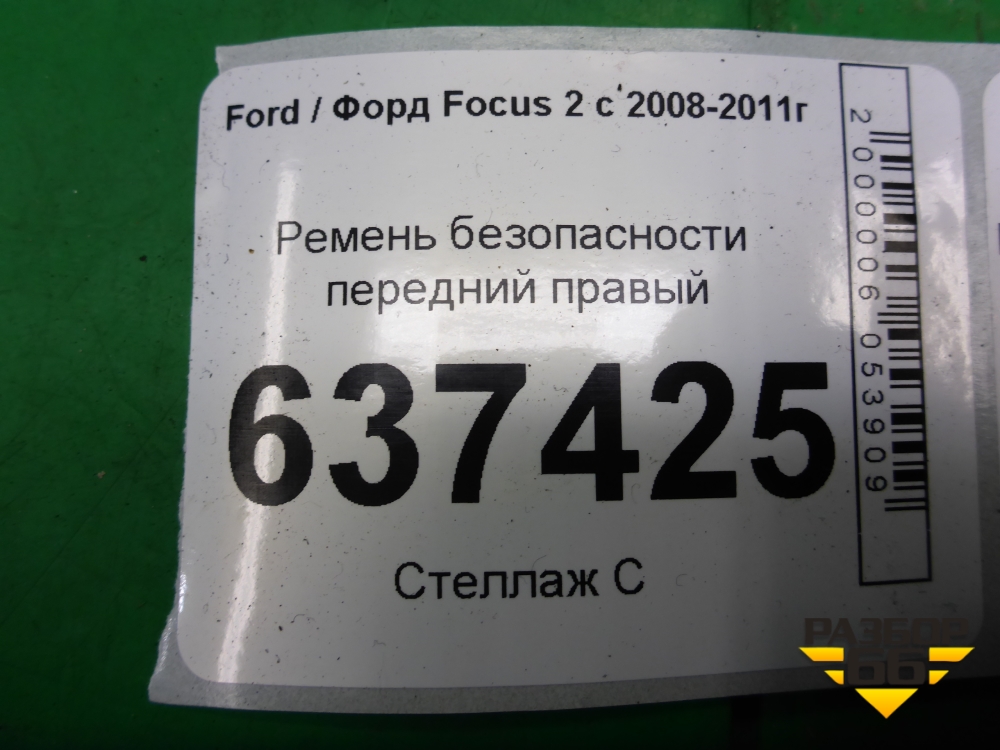 Ford / Форд Focus 2 с 2008-2011г
Ремень безопасности
передний правый
637425
Стеллаж С
2000006053909
РАЗБОР
66